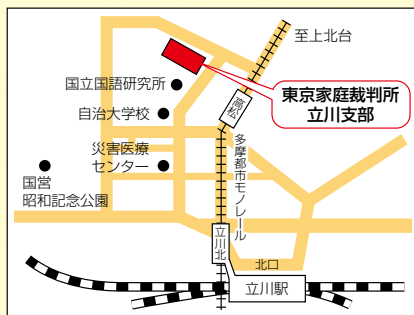 至上北台
東京家庭裁判所
立川支部
国立国語研究所
高松
自治大学校
多摩都市モノレール
災害医療
センター
国営
昭和記念公園
立川北
北口
立川駅